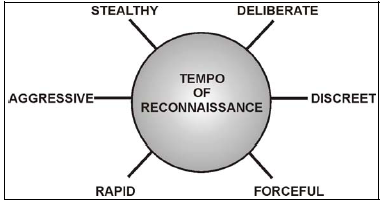 STEALTHY
DELIBERATE
TEMPO
OF
RECONNAISSANCE
AGGRESSIVE
DISCREET
RAPID
FORCEFUL